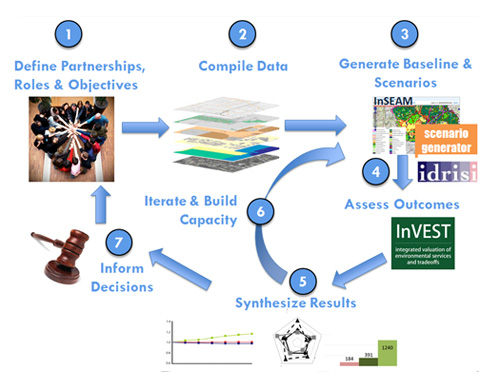 1
Define Partnerships,
Roles & Objectives
2
Compile Data
3
Generate Baseline &
Scenarios
InSEAM
scenario
generator
idrisi
4
Assess Outcomes
InVEST
integrated valuation of
environmental services
and tradeoffs
5
Synthesize Results
184
391
1240
6
Iterate & Build
Capacity
7
Inform
Decisions